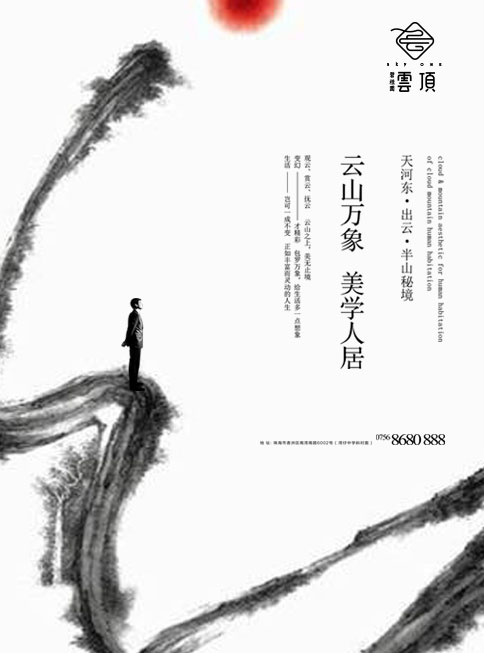 sky one
碧桂园
雲頂
cloud & mountain aesthetic for human habitation
of cloud mountain human habitation
天河东·出云·半山秘境
云山万象 美学人居
观云、赏云、抚云 云山之上，美无止境
变幻 ——— 才精彩 包罗万象，给生活多一点想象
生活 —— 岂可一成不变 正如丰富而灵动的人生
0756 8680 888